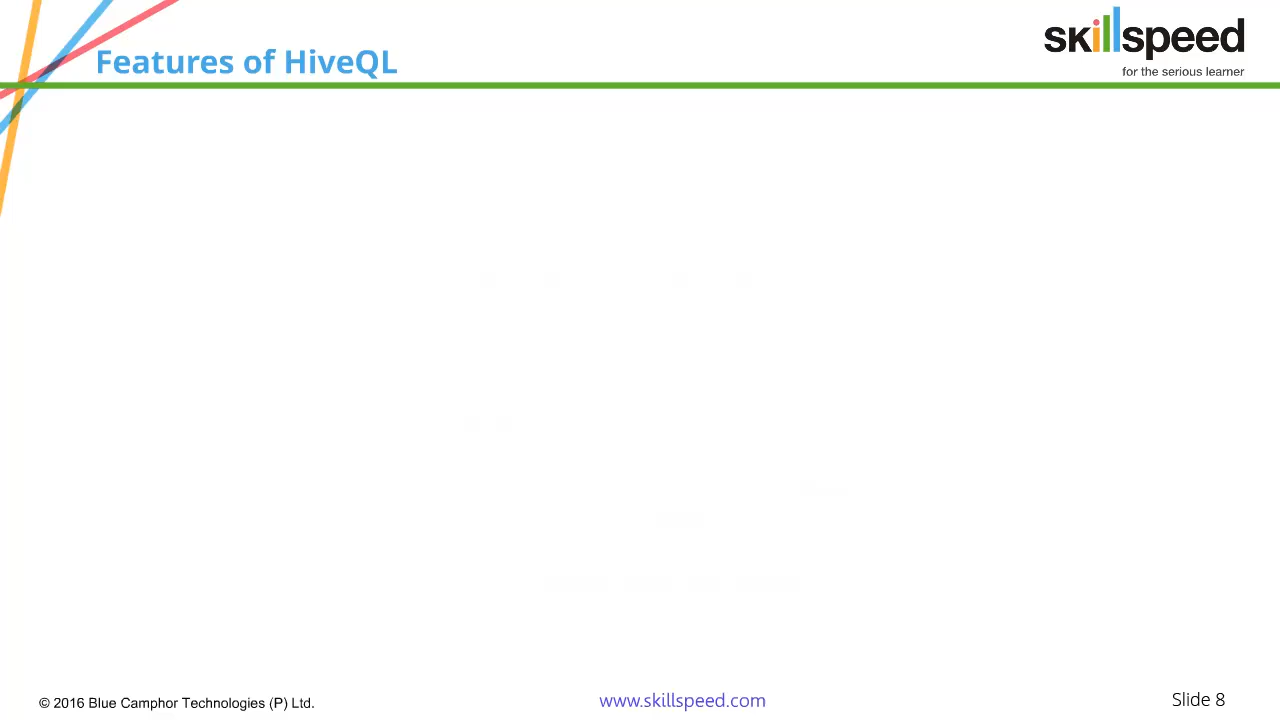 Features of HiveQL
skillspeed
for the serious learner
© 2016 Blue Camphor Technologies (P) Ltd.
www.skillspeed.com
Slide 8